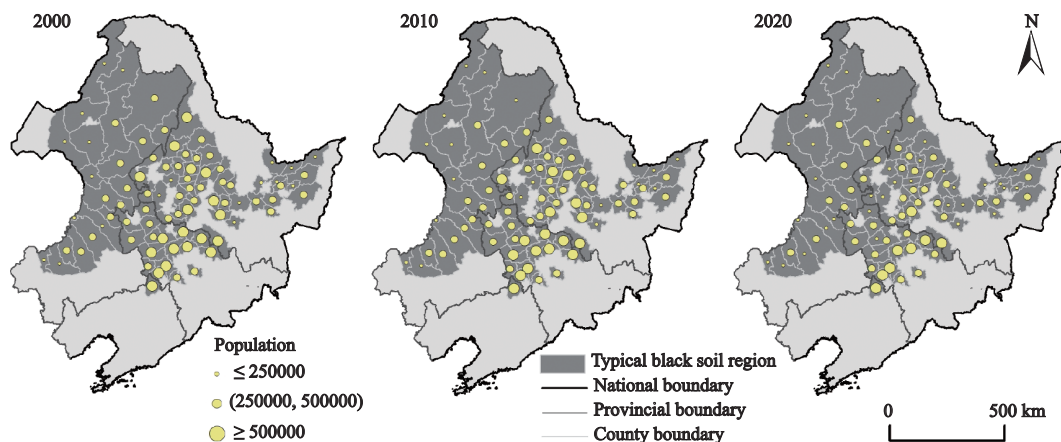 2000
2010
2020
N
Population
≤ 250000
(250000, 500000)
≥ 500000
Typical black soil region
National boundary
Provincial boundary
County boundary
0 500 km